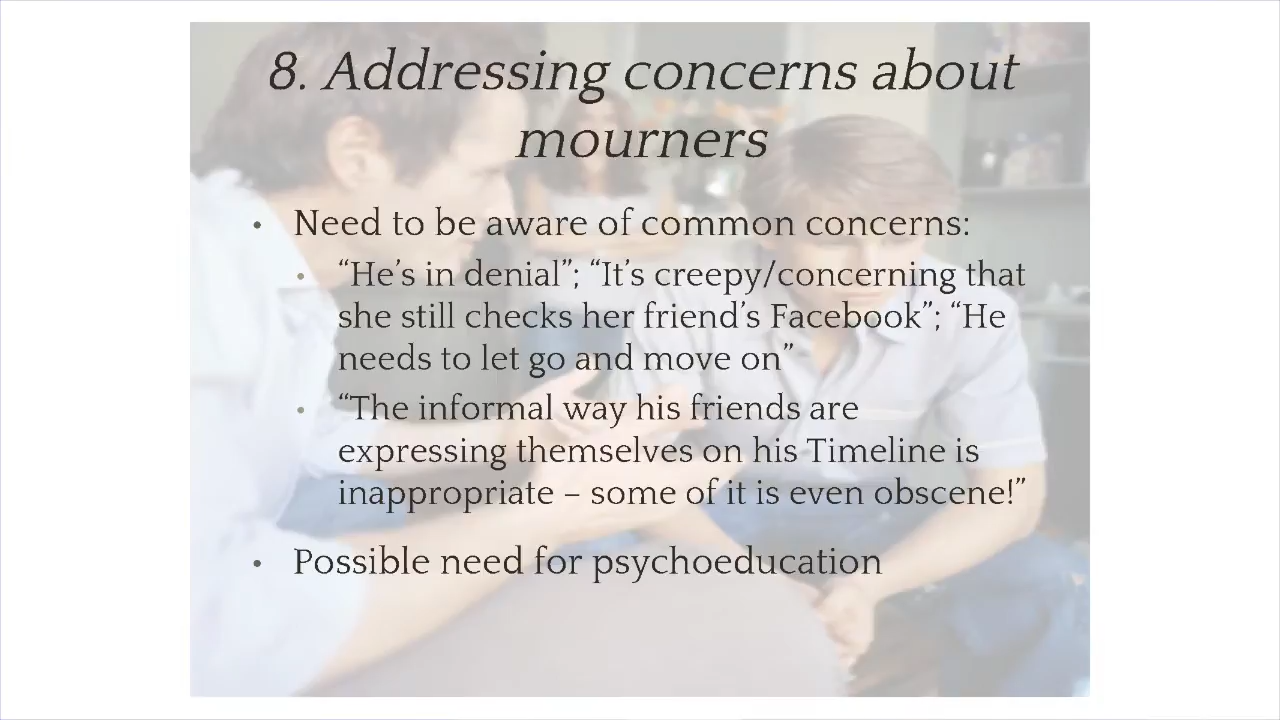 8. Addressing concerns about
mourners
• Need to be aware of common concerns:
• “He’s in denial”; “It’s creepy/concerning that
she still checks her friend’s Facebook”; “He
needs to let go and move on”
• “The informal way his friends are
expressing themselves on his Timeline is
inappropriate – some of it is even obscene!”
• Possible need for psychoeducation